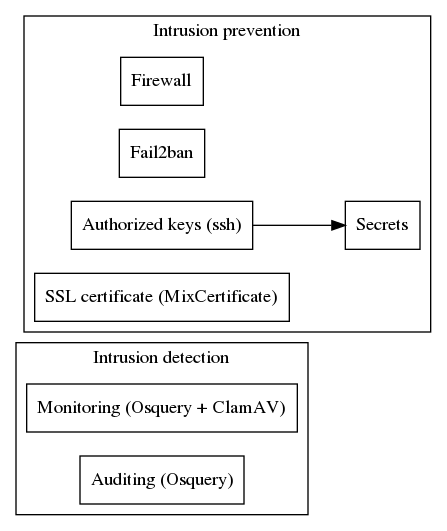 Intrusion prevention
Firewall
Fail2ban
Authorized keys (ssh)
Secrets
SSL certificate (MixCertificate)
Intrusion detection
Monitoring (Osquery + ClamAV)
Auditing (Osquery)